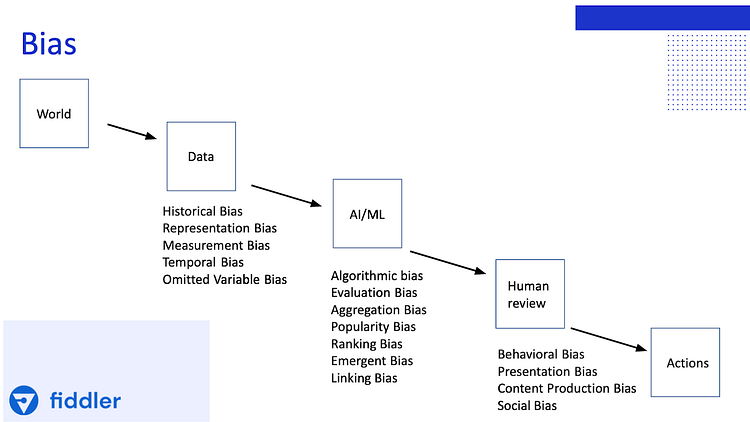 Bias
World
Data
Historical Bias
Representation Bias
Measurement Bias
Temporal Bias
Omitted Variable Bias
AI/ML
Algorithmic bias
Evaluation Bias
Aggregation Bias
Popularity Bias
Ranking Bias
Emergent Bias
Linking Bias
Human
review
Behavioral Bias
Presentation Bias
Content Production Bias
Social Bias
Actions
fiddler